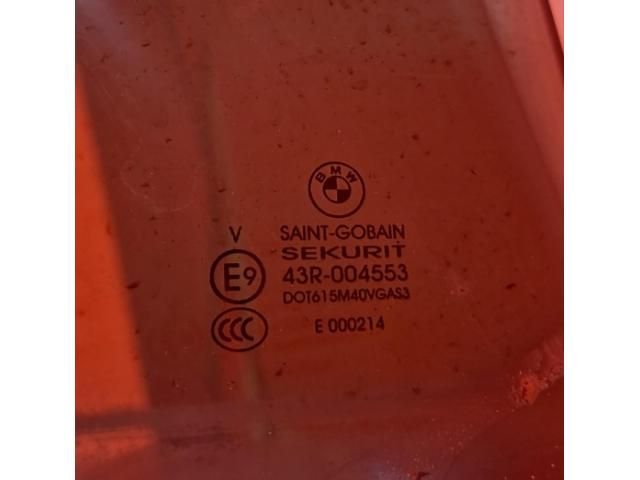 BMW
V SAINT-GOBAIN
SEKURIT
E9 43R-004553
DOT615M40VGAS3
CCC E 000214